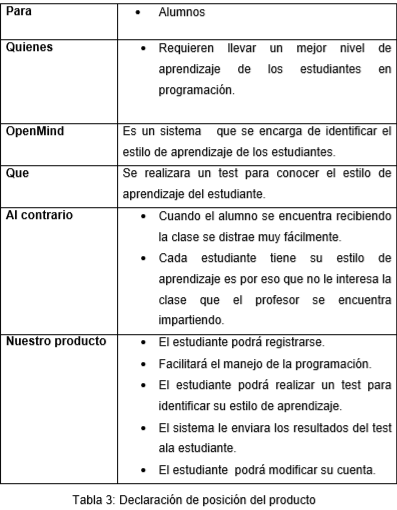 Para
• Alumnos
Quienes
• Requieren llevar un mejor nivel de
aprendizaje de los estudiantes en
programación.
OpenMind
Es un sistema que se encarga de identificar el
estilo de aprendizaje de los estudiantes.
Que
Se realizara un test para conocer el estilo de
aprendizaje del estudiante.
Al contrario
• Cuando el alumno se encuentra recibiendo
la clase se distrae muy fácilmente.
• Cada estudiante tiene su estilo de
aprendizaje es por eso que no le interesa la
clase que el profesor se encuentra
impartiendo.
Nuestro producto
• El estudiante podrá registrarse.
• Facilitará el manejo de la programación.
• El estudiante podrá realizar un test para
identificar su estilo de aprendizaje.
• El sistema le enviara los resultados del test
ala estudiante.
• El estudiante podrá modificar su cuenta.
Tabla 3: Declaración de posición del producto